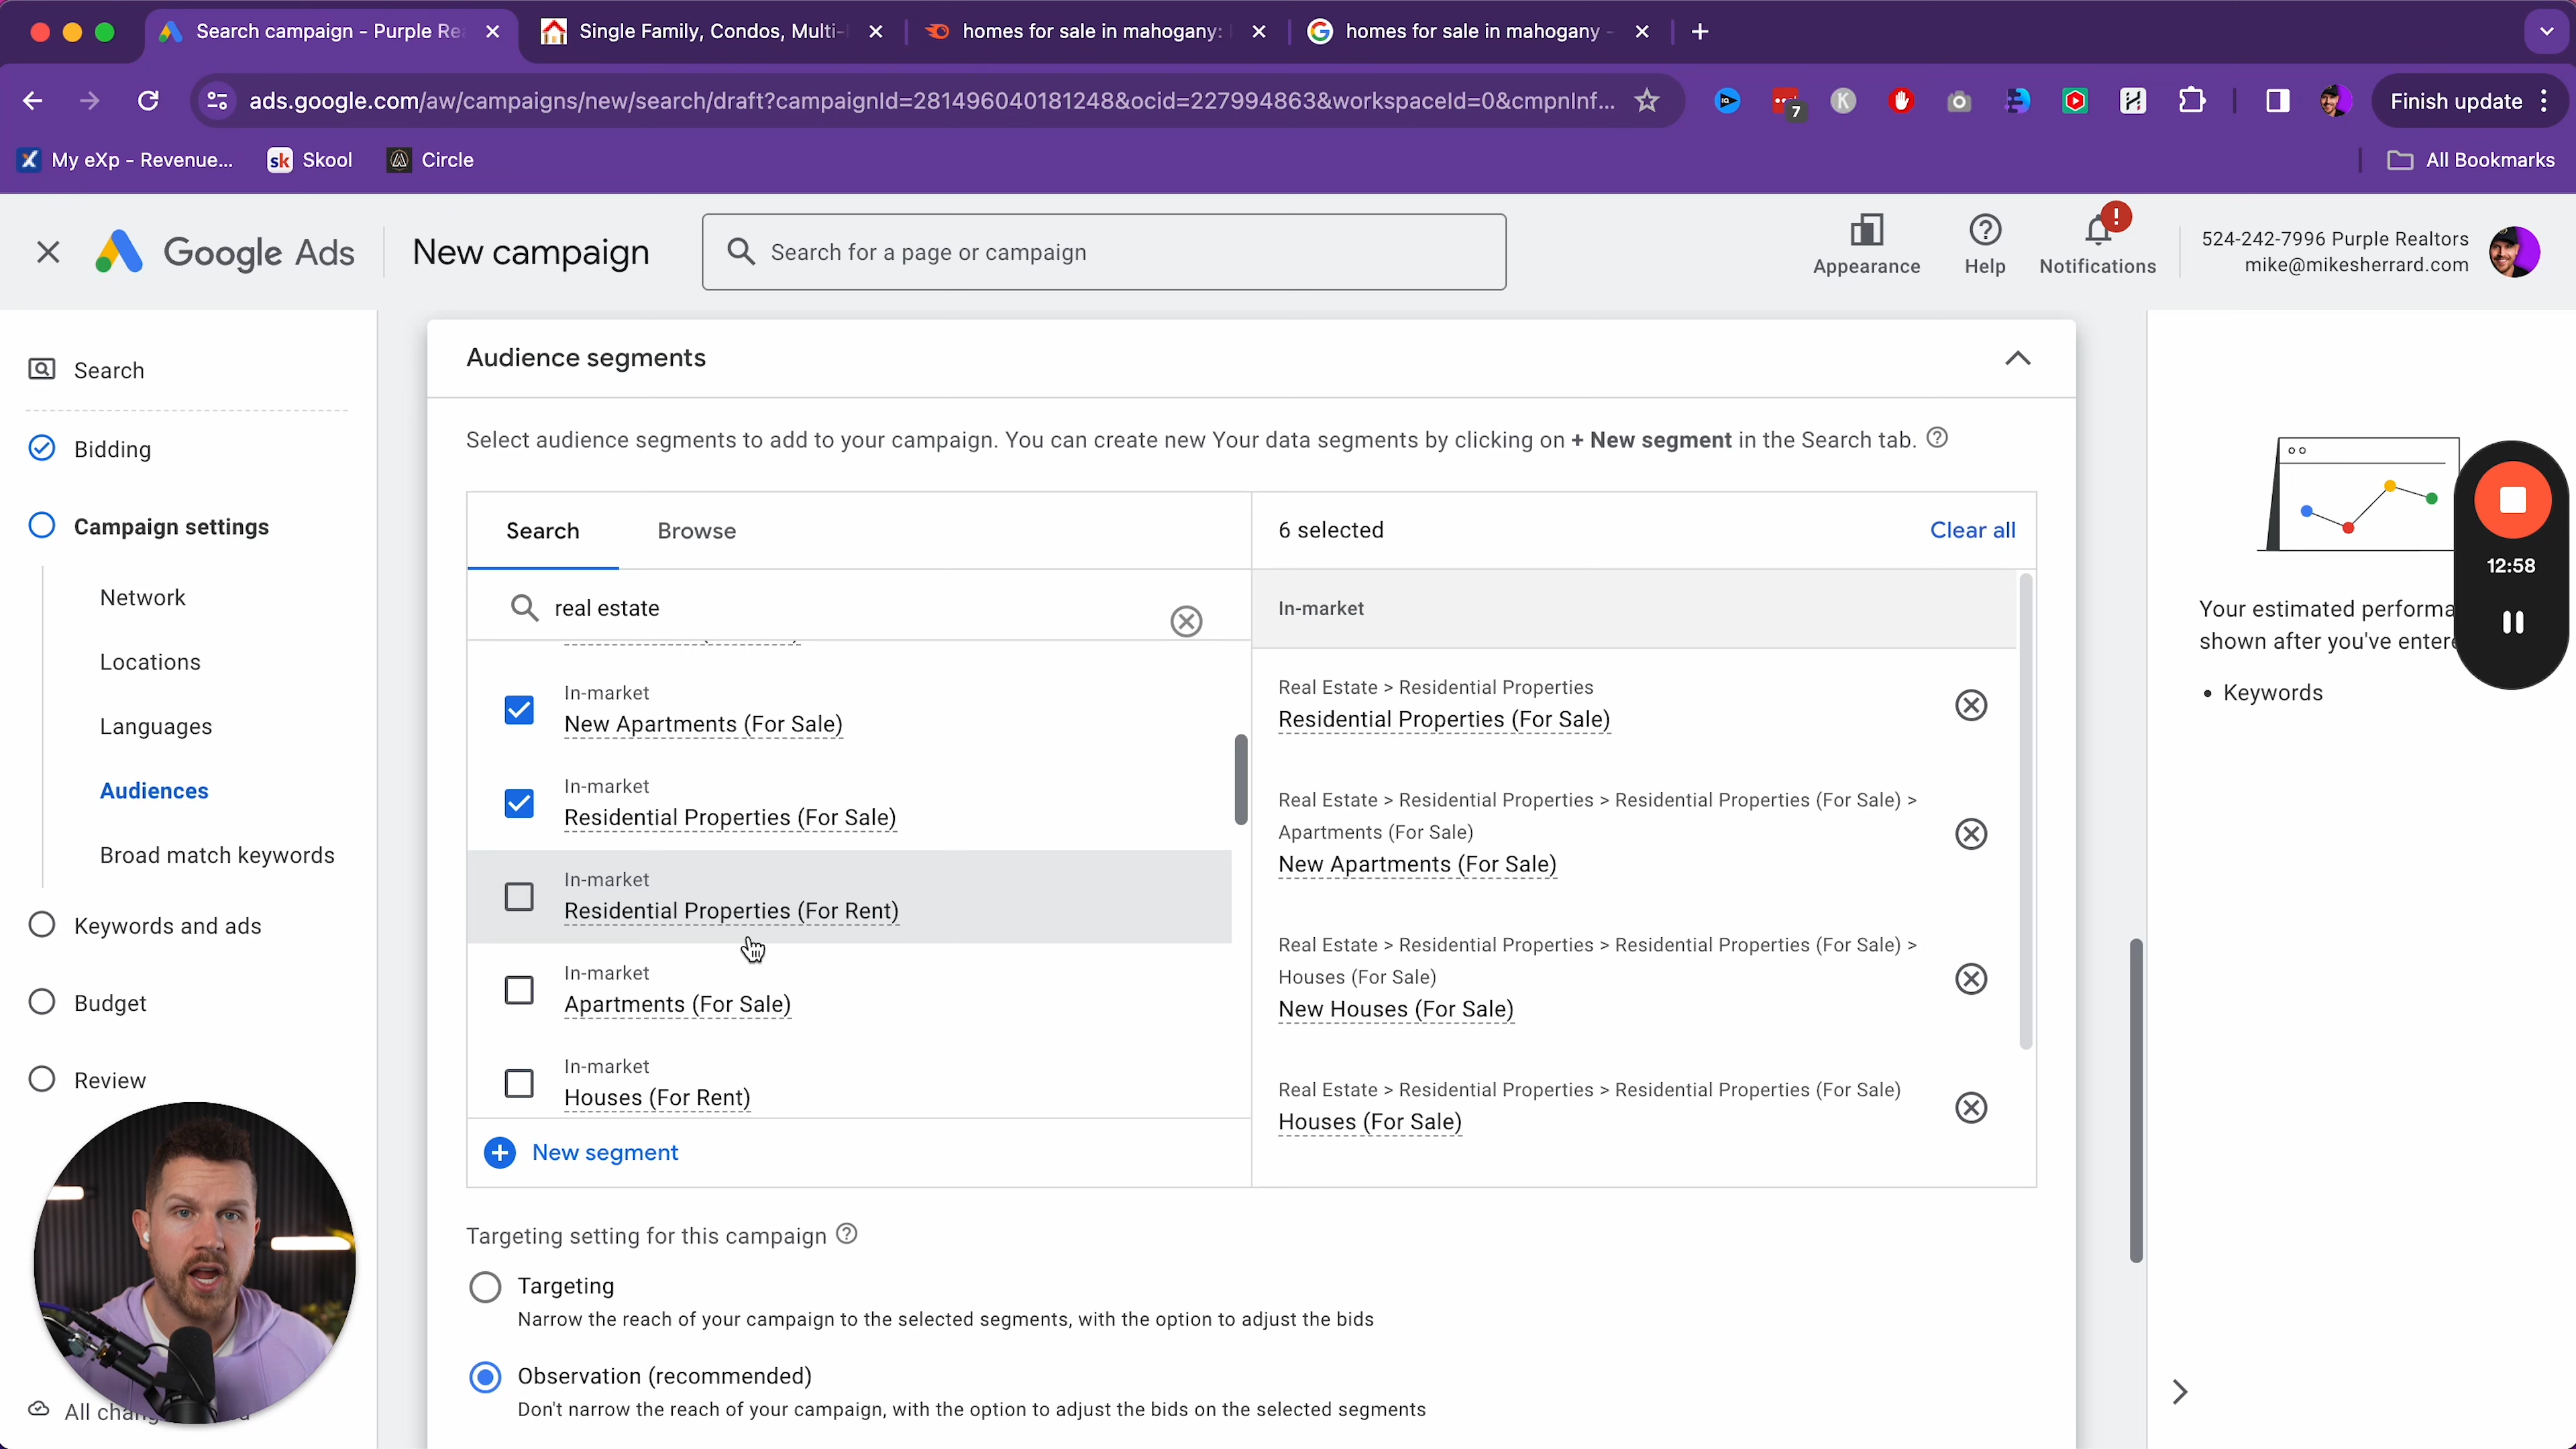 Search campaign - Purple Re
Single Family, Condos, Multi-
homes for sale in mahogany:
homes for sale in mahogany -
ads.google.com/aw/campaigns/new/search/draft?campaignId=281496040181248&ocid=227994863&workspaceId=0&cmpnInf...
7
Finish update
My eXp - Revenue...
sk Skool
Circle
All Bookmarks
Google Ads
New campaign
Search for a page or campaign
Appearance
Help
Notifications
524-242-7996 Purple Realtors
mike@mikesherrard.com
Search
Bidding
Campaign settings
Network
Locations
Languages
Audiences
Broad match keywords
Keywords and ads
Budget
Review
Audience segments
Select audience segments to add to your campaign. You can create new Your data segments by clicking on + New segment in the Search tab.
Search
Browse
real estate
In-market
New Apartments (For Sale)
In-market
Residential Properties (For Sale)
In-market
Residential Properties (For Rent)
In-market
Apartments (For Sale)
In-market
Houses (For Rent)
New segment
6 selected
Clear all
In-market
Real Estate > Residential Properties
Residential Properties (For Sale)
Real Estate > Residential Properties > Residential Properties (For Sale) >
Apartments (For Sale)
New Apartments (For Sale)
Real Estate > Residential Properties > Residential Properties (For Sale) >
Houses (For Sale)
New Houses (For Sale)
Real Estate > Residential Properties > Residential Properties (For Sale)
Houses (For Sale)
Targeting setting for this campaign
Targeting
Narrow the reach of your campaign to the selected segments, with the option to adjust the bids
Observation (recommended)
Don't narrow the reach of your campaign, with the option to adjust the bids on the selected segments
Your estimated performa
shown after you've enter
• Keywords
12:58
All